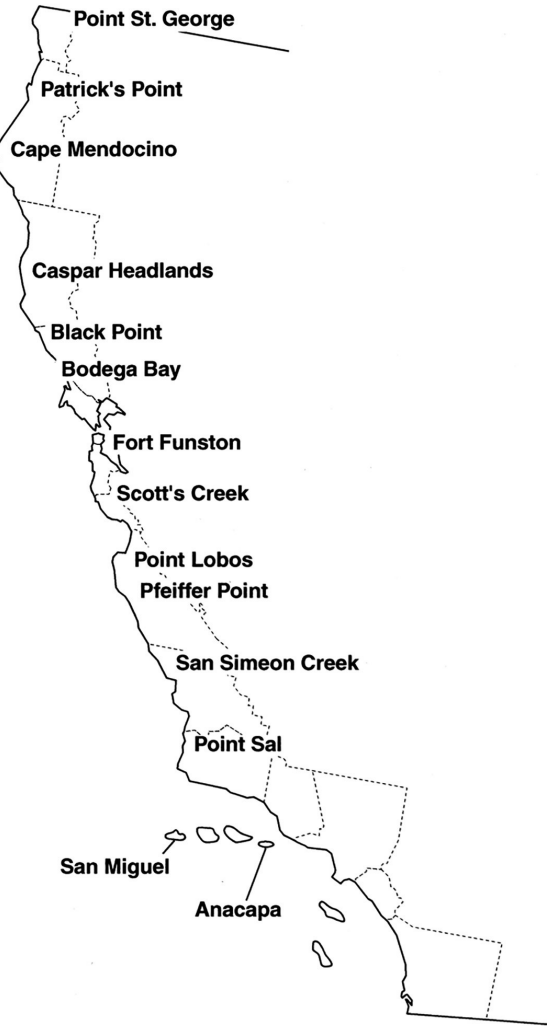 Point St. George
Patrick's Point
Cape Mendocino
Caspar Headlands
Black Point
Bodega Bay
Fort Funston
Scott's Creek
Point Lobos
Pfeiffer Point
San Simeon Creek
Point Sal
San Miguel
Anacapa